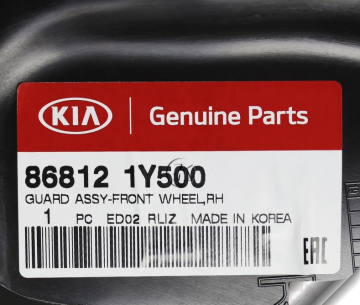 KIA
Genuine Parts
86812 1Y500
GUARD ASSY-FRONT WHEEL,RH
1 PC ED02 RLIZ MADE IN KOREA
EAC